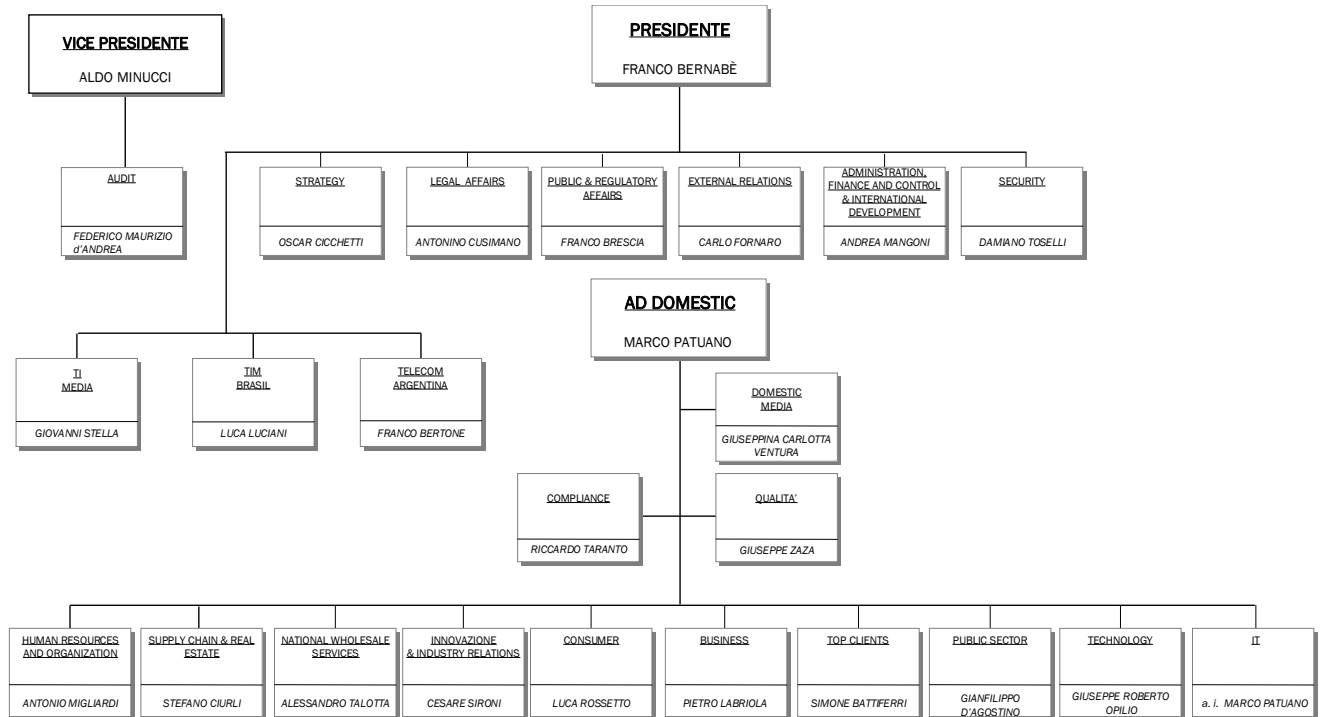 VICE PRESIDENTE
ALDO MINUCCI
PRESIDENTE
FRANCO BERNABÈ
AUDIT
FEDERICO MAURIZIO
d'ANDREA
STRATEGY
OSCAR CICCHETTI
LEGAL AFFAIRS
ANTONINO CUSIMANO
PUBLIC & REGULATORY
AFFAIRS
FRANCO BRESCIA
EXTERNAL RELATIONS
CARLO FORNARO
ADMINISTRATION,
FINANCE AND CONTROL
& INTERNATIONAL
DEVELOPMENT
ANDREA MANGONI
SECURITY
DAMIANO TOSELLI
AD DOMESTIC
MARCO PATUANO
TI
MEDIA
GIOVANNI STELLA
TIM
BRASIL
LUCA LUCIANI
TELECOM
ARGENTINA
FRANCO BERTONE
DOMESTIC
MEDIA
GIUSEPPINA CARLOTTA
VENTURA
COMPLIANCE
RICCARDO TARANTO
QUALITA'
GIUSEPPE ZAZA
HUMAN RESOURCES
AND ORGANIZATION
ANTONIO MIGLIARDI
SUPPLY CHAIN & REAL
ESTATE
STEFANO CIURLI
NATIONAL WHOLESALE
SERVICES
ALESSANDRO TALOTTA
INNOVAZIONE
& INDUSTRY RELATIONS
CESARE SIRONI
CONSUMER
LUCA ROSSETTO
BUSINESS
PIETRO LABRIOLA
TOP CLIENTS
SIMONE BATTIFERRI
PUBLIC SECTOR
GIANFILIPPO
D'AGOSTINO
TECHNOLOGY
GIUSEPPE ROBERTO
OPILIO
IT
a. i. MARCO PATUANO